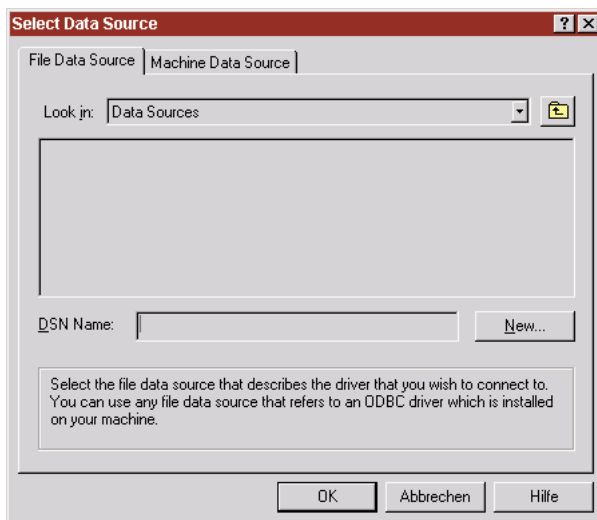 Select Data Source
File Data Source Machine Data Source
Look in: Data Sources
DSN Name: New...
Select the file data source that describes the driver that you wish to connect to.
You can use any file data source that refers to an ODBC driver which is installed
on your machine.
OK Abbrechen Hilfe